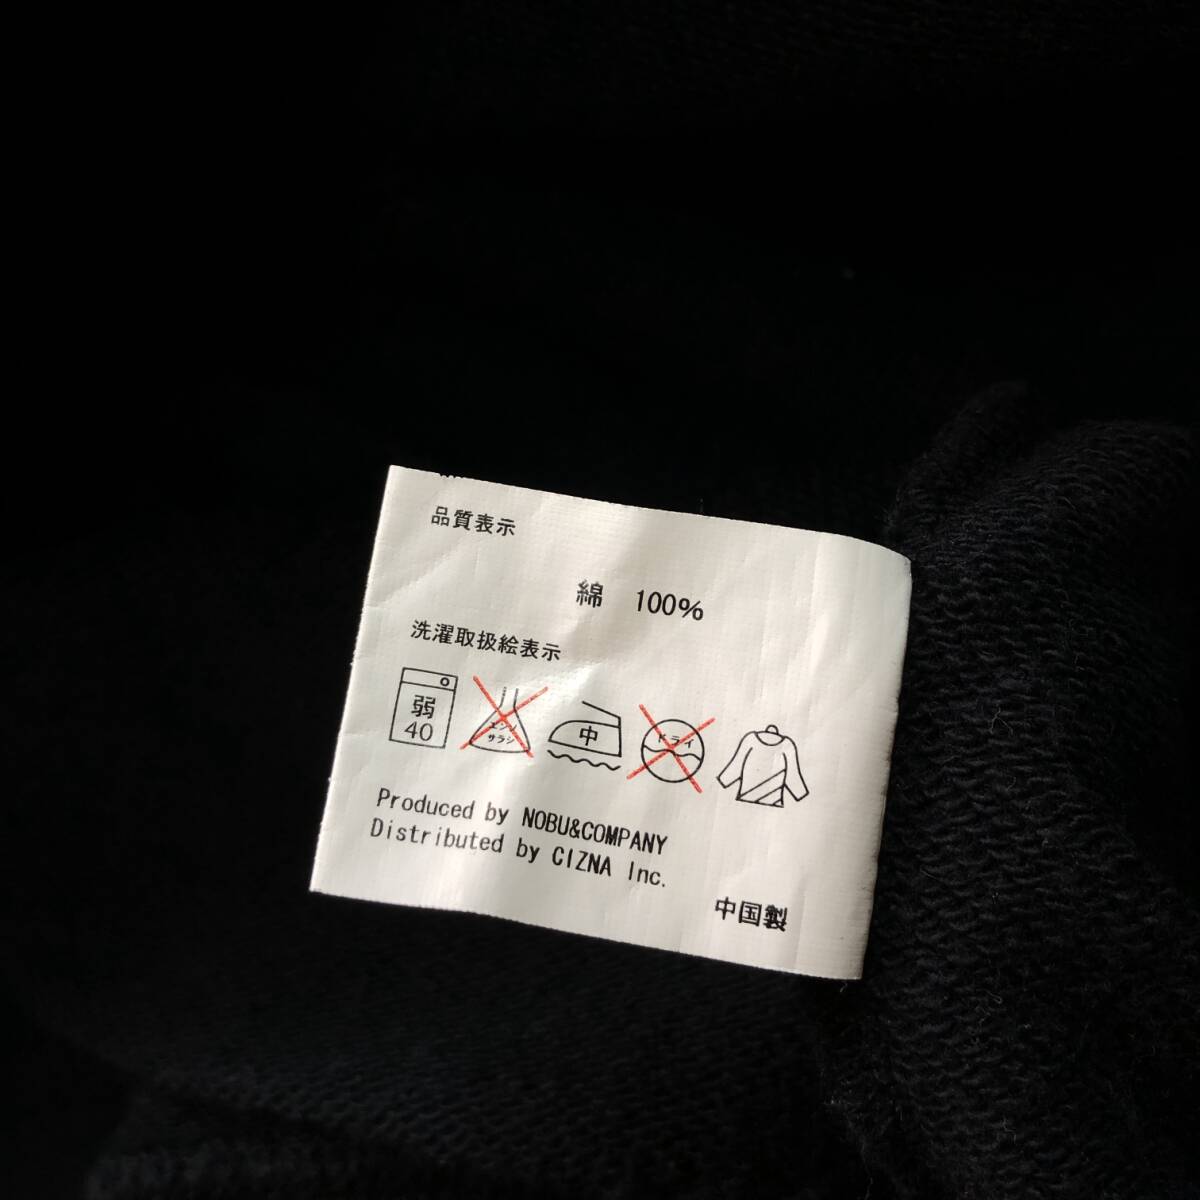 品質表示
綿 100%
洗濯取扱絵表示
弱
40
エンソ
サラシ
中
ドライ
Produced by NOBU&COMPANY
Distributed by CIZNA Inc.
中国製